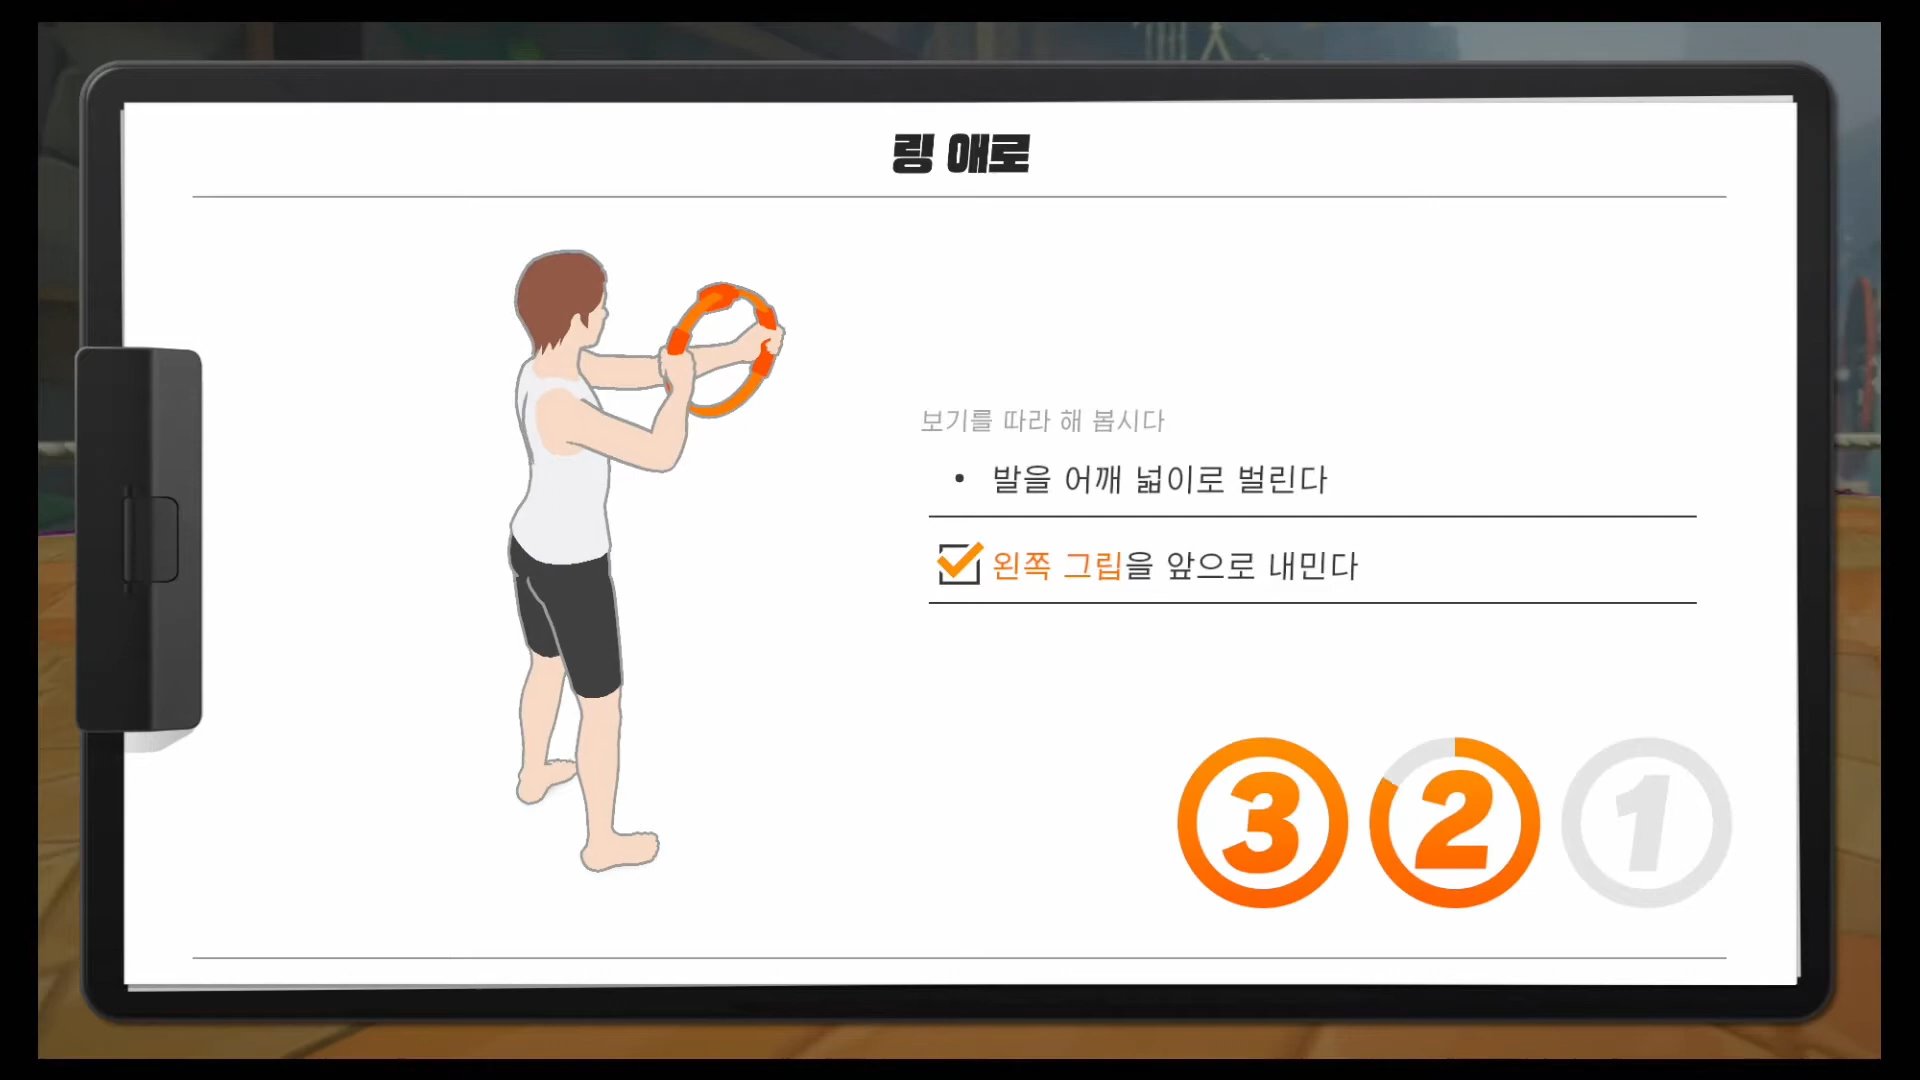 링 애로
보기를 따라 해 봅시다
• 발을 어깨 넓이로 벌린다
왼쪽 그립을 앞으로 내민다
3 2 1